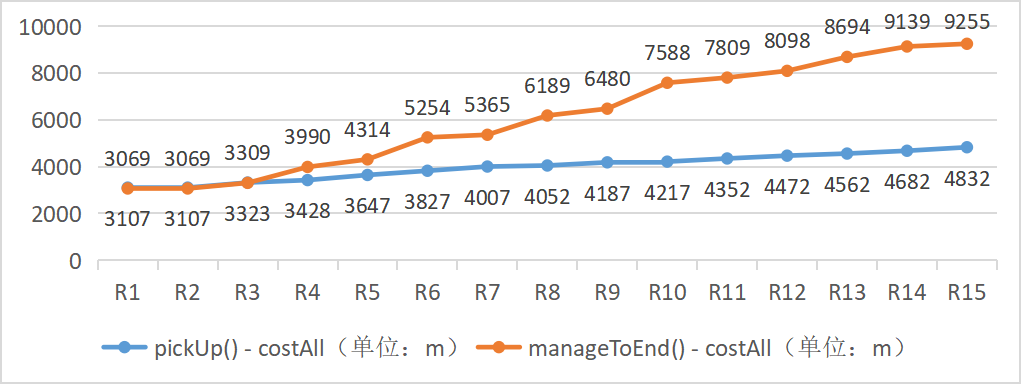 10000
8000
6000
4000
2000
0
3069 3069 3309 3990 4314 5254 5365 6189 6480 7588 7809 8098 8694 9139 9255
3107 3107 3323 3428 3647 3827 4007 4052 4187 4217 4352 4472 4562 4682 4832
R1 R2 R3 R4 R5 R6 R7 R8 R9 R10 R11 R12 R13 R14 R15
pickUp() - costAll（单位：m） manageToEnd() - costAll（单位：m）